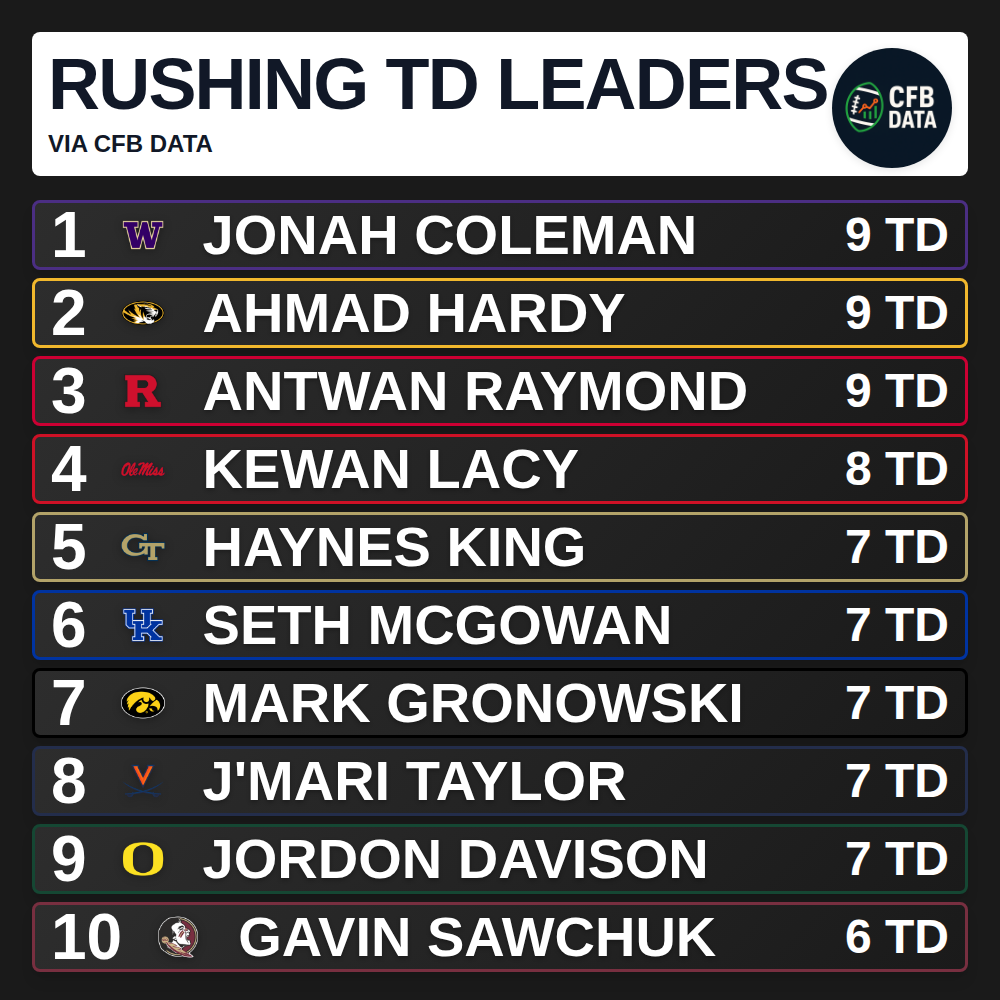 RUSHING TD LEADERS
VIA CFB DATA
CFB
DATA
1 W JONAH COLEMAN 9 TD
2 AHMAD HARDY 9 TD
3 R ANTWAN RAYMOND 9 TD
4 Ole Miss KEWAN LACY 8 TD
5 GT HAYNES KING 7 TD
6 UK SETH MCGOWAN 7 TD
7 MARK GRONOWSKI 7 TD
8 V J'MARI TAYLOR 7 TD
9 O JORDON DAVISON 7 TD
10 GAVIN SAWCHUK 6 TD